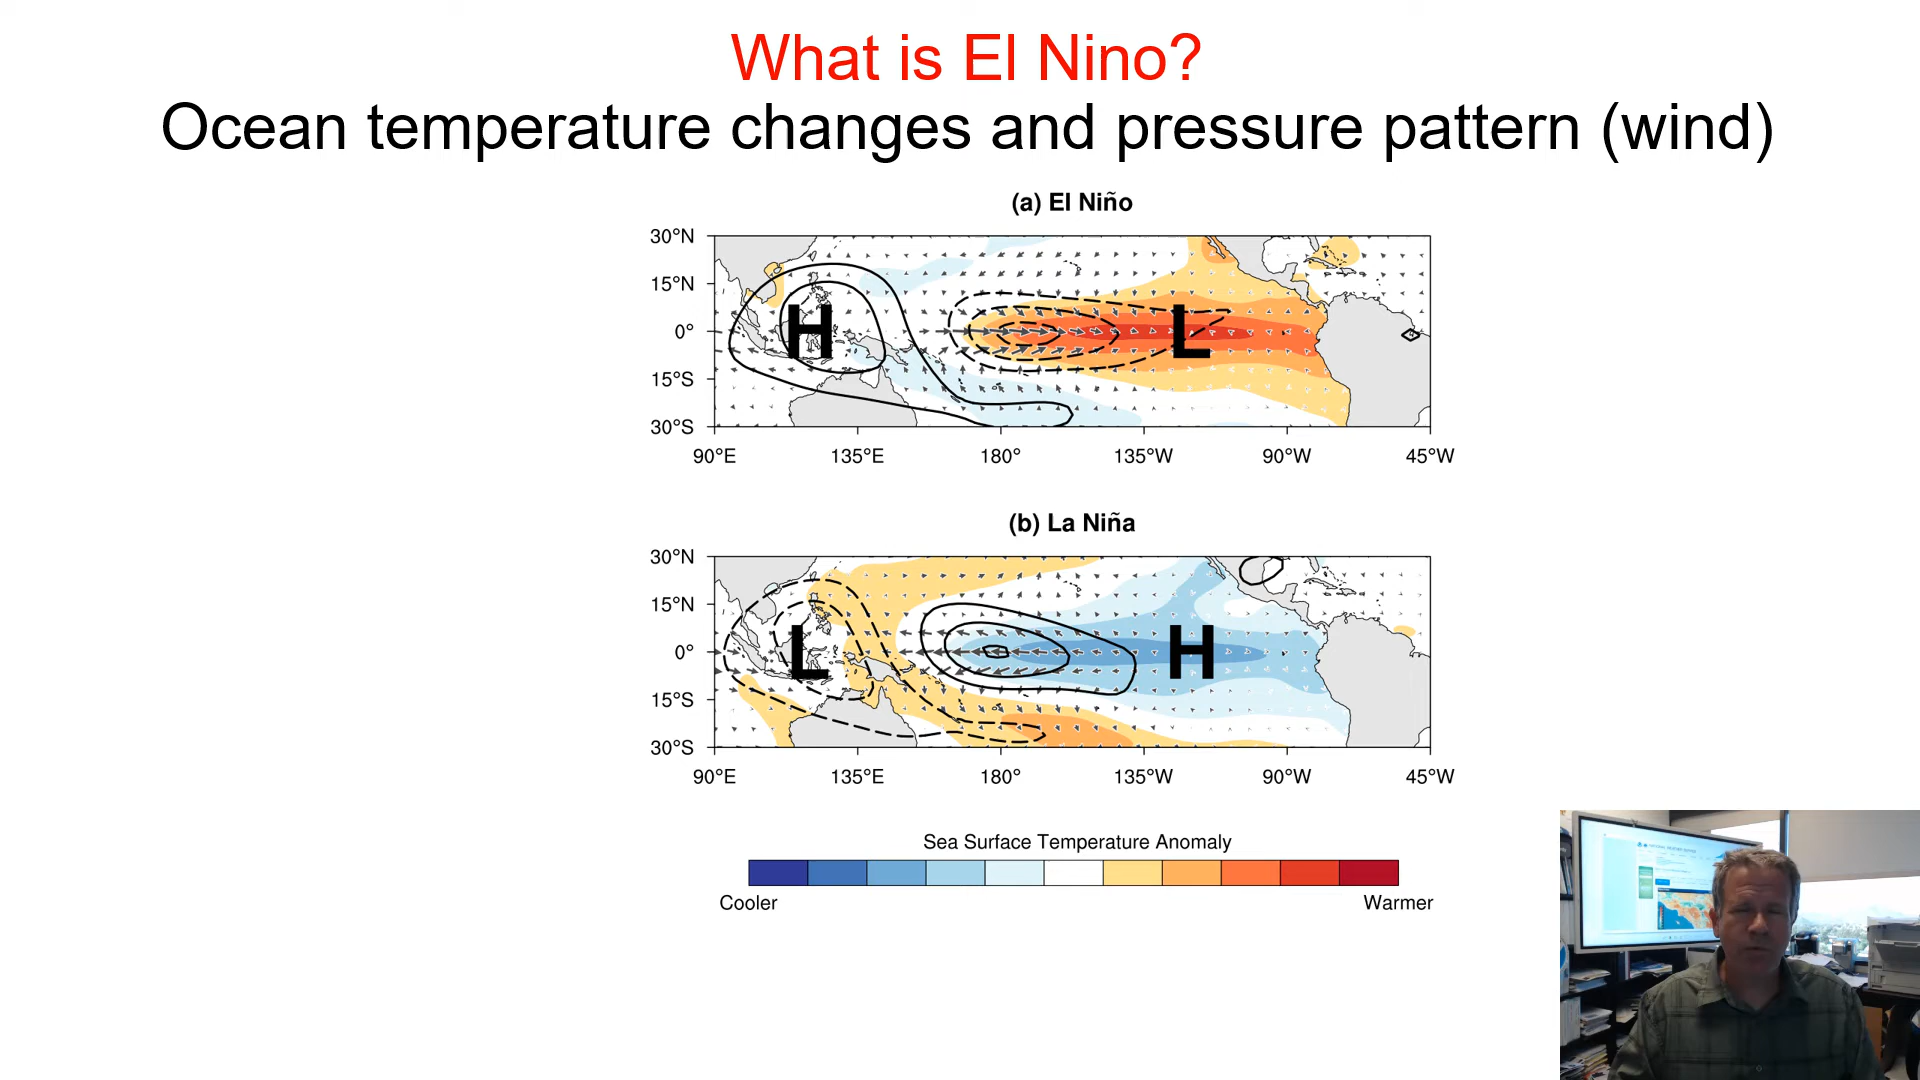 What is El Nino?
Ocean temperature changes and pressure pattern (wind)
(a) El Niño
30°N
15°N
0°
15°S
30°S
H
L
90°E 135°E 180° 135°W 90°W 45°W
(b) La Niña
30°N
15°N
0°
15°S
30°S
L
H
90°E 135°E 180° 135°W 90°W 45°W
Sea Surface Temperature Anomaly
Cooler
Warmer